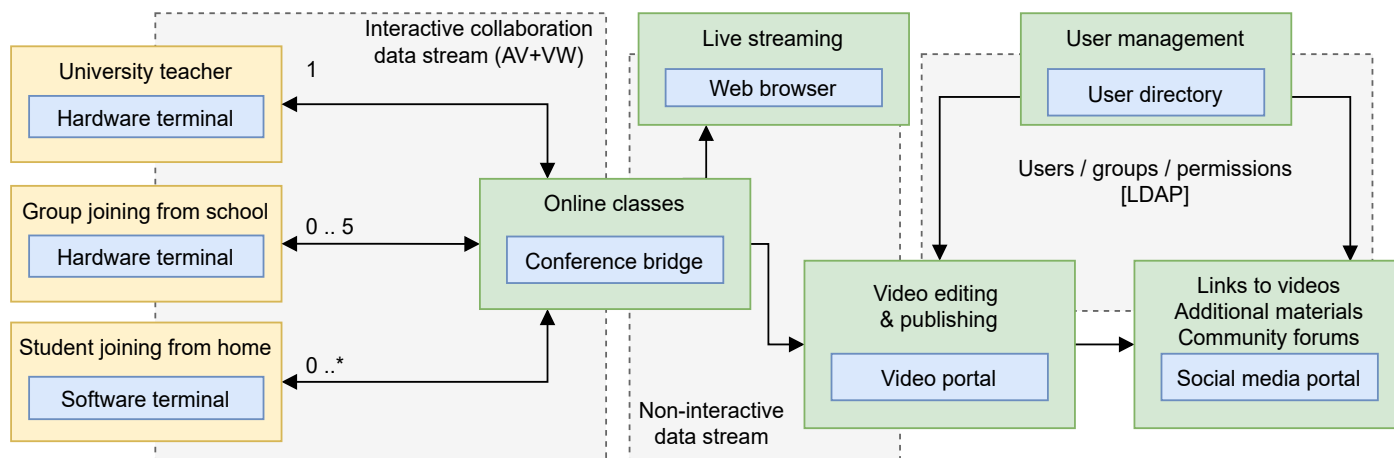 Interactive collaboration
data stream (AV+VW)
University teacher
Hardware terminal
1
Group joining from school
Hardware terminal
0 .. 5
Student joining from home
Software terminal
0 ..*
Online classes
Conference bridge
Live streaming
Web browser
Non-interactive
data stream
Video editing
& publishing
Video portal
User management
User directory
Users / groups / permissions
[LDAP]
Links to videos
Additional materials
Community forums
Social media portal